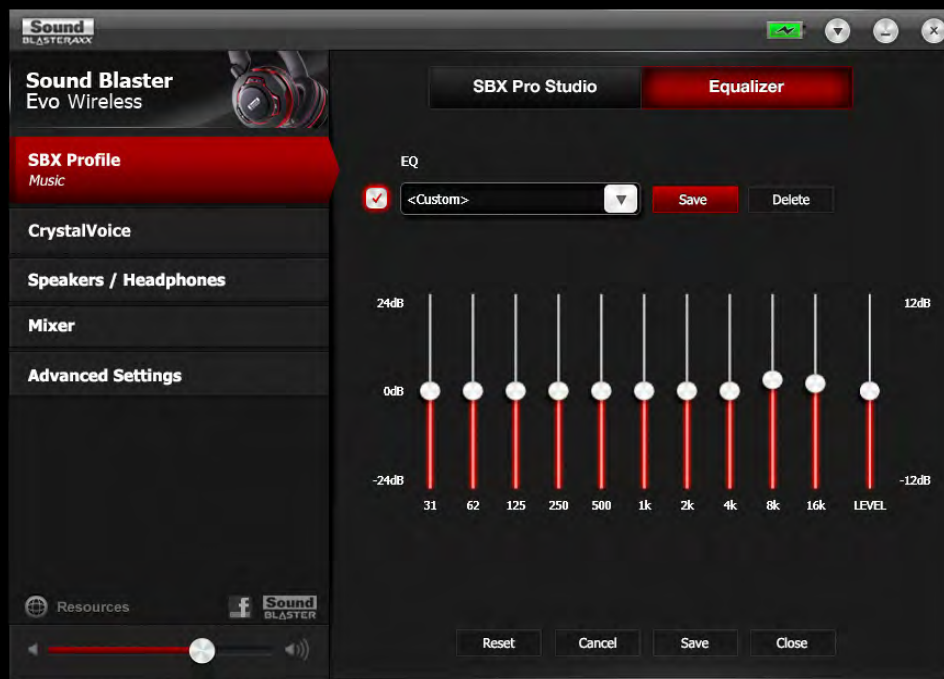 Sound
BLASTERAXX
Sound Blaster
Evo Wireless
SBX Profile
Music
CrystalVoice
Speakers / Headphones
Mixer
Advanced Settings
Resources
f
Sound
BLASTER
SBX Pro Studio
Equalizer
EQ
<Custom>
Save
Delete
24dB
12dB
0dB
-24dB
-12dB
31 62 125 250 500 1k 2k 4k 8k 16k LEVEL
Reset
Cancel
Save
Close